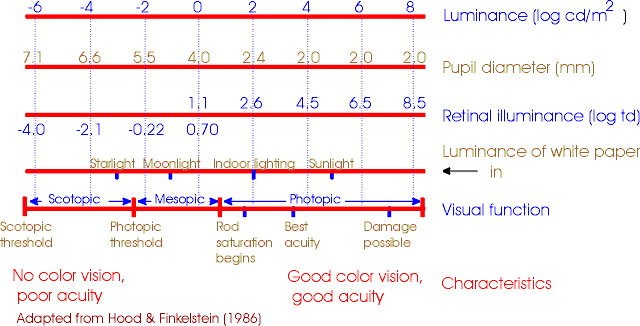 -6 -4 -2 0 2 4 6 8 Luminance (log cd/m2 )
7.1 6.6 5.5 4.0 2.4 2.0 2.0 2.0 Pupil diameter (mm)
1.1 2.6 4.5 6.5 8.5 Retinal illuminance (log td)
-4.0 -2.1 -0.22 0.70
Luminance of white paper
Starlight Moonlight Indoor lighting Sunlight
in
Scotopic Mesopic Photopic Visual function
Scotopic Photopic Rod Best Damage
threshold threshold saturation acuity possible
begins
No color vision, Good color vision, Characteristics
poor acuity good acuity
Adapted from Hood & Finkelstein (1986)